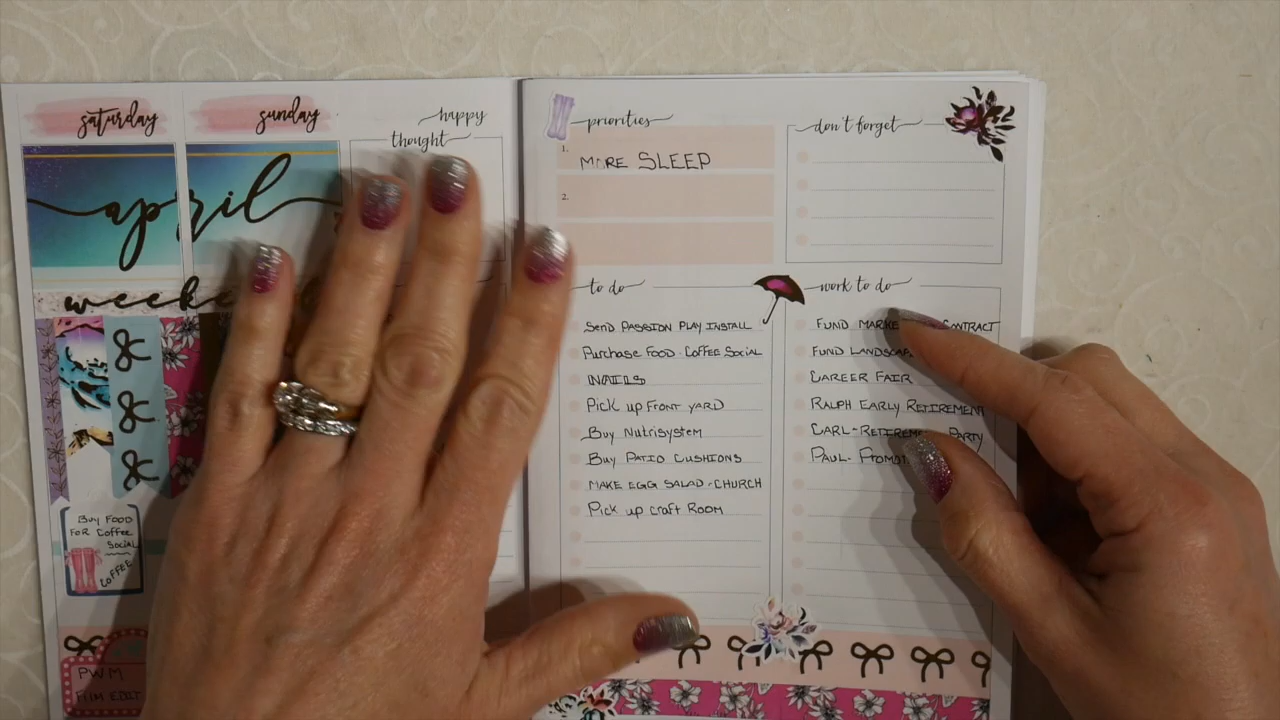 saturday
sunday
happy
thought
april
Buy Food
For Coffee
Social
Coffee
PWM
Film Edit
priorities
1.
MORE SLEEP
2.
don't forget
to do
Send Passion Play Install
Purchase Food - Coffee Social
NAILS
Pick up Front yard
Buy Nutrisystem
Buy Patio Cushions
Make Egg Salad - Church
Pick up craft Room
work to do
Fund Contract
Fund
Career Fair
Ralph Early Retirement
Carl - Party
Paul -